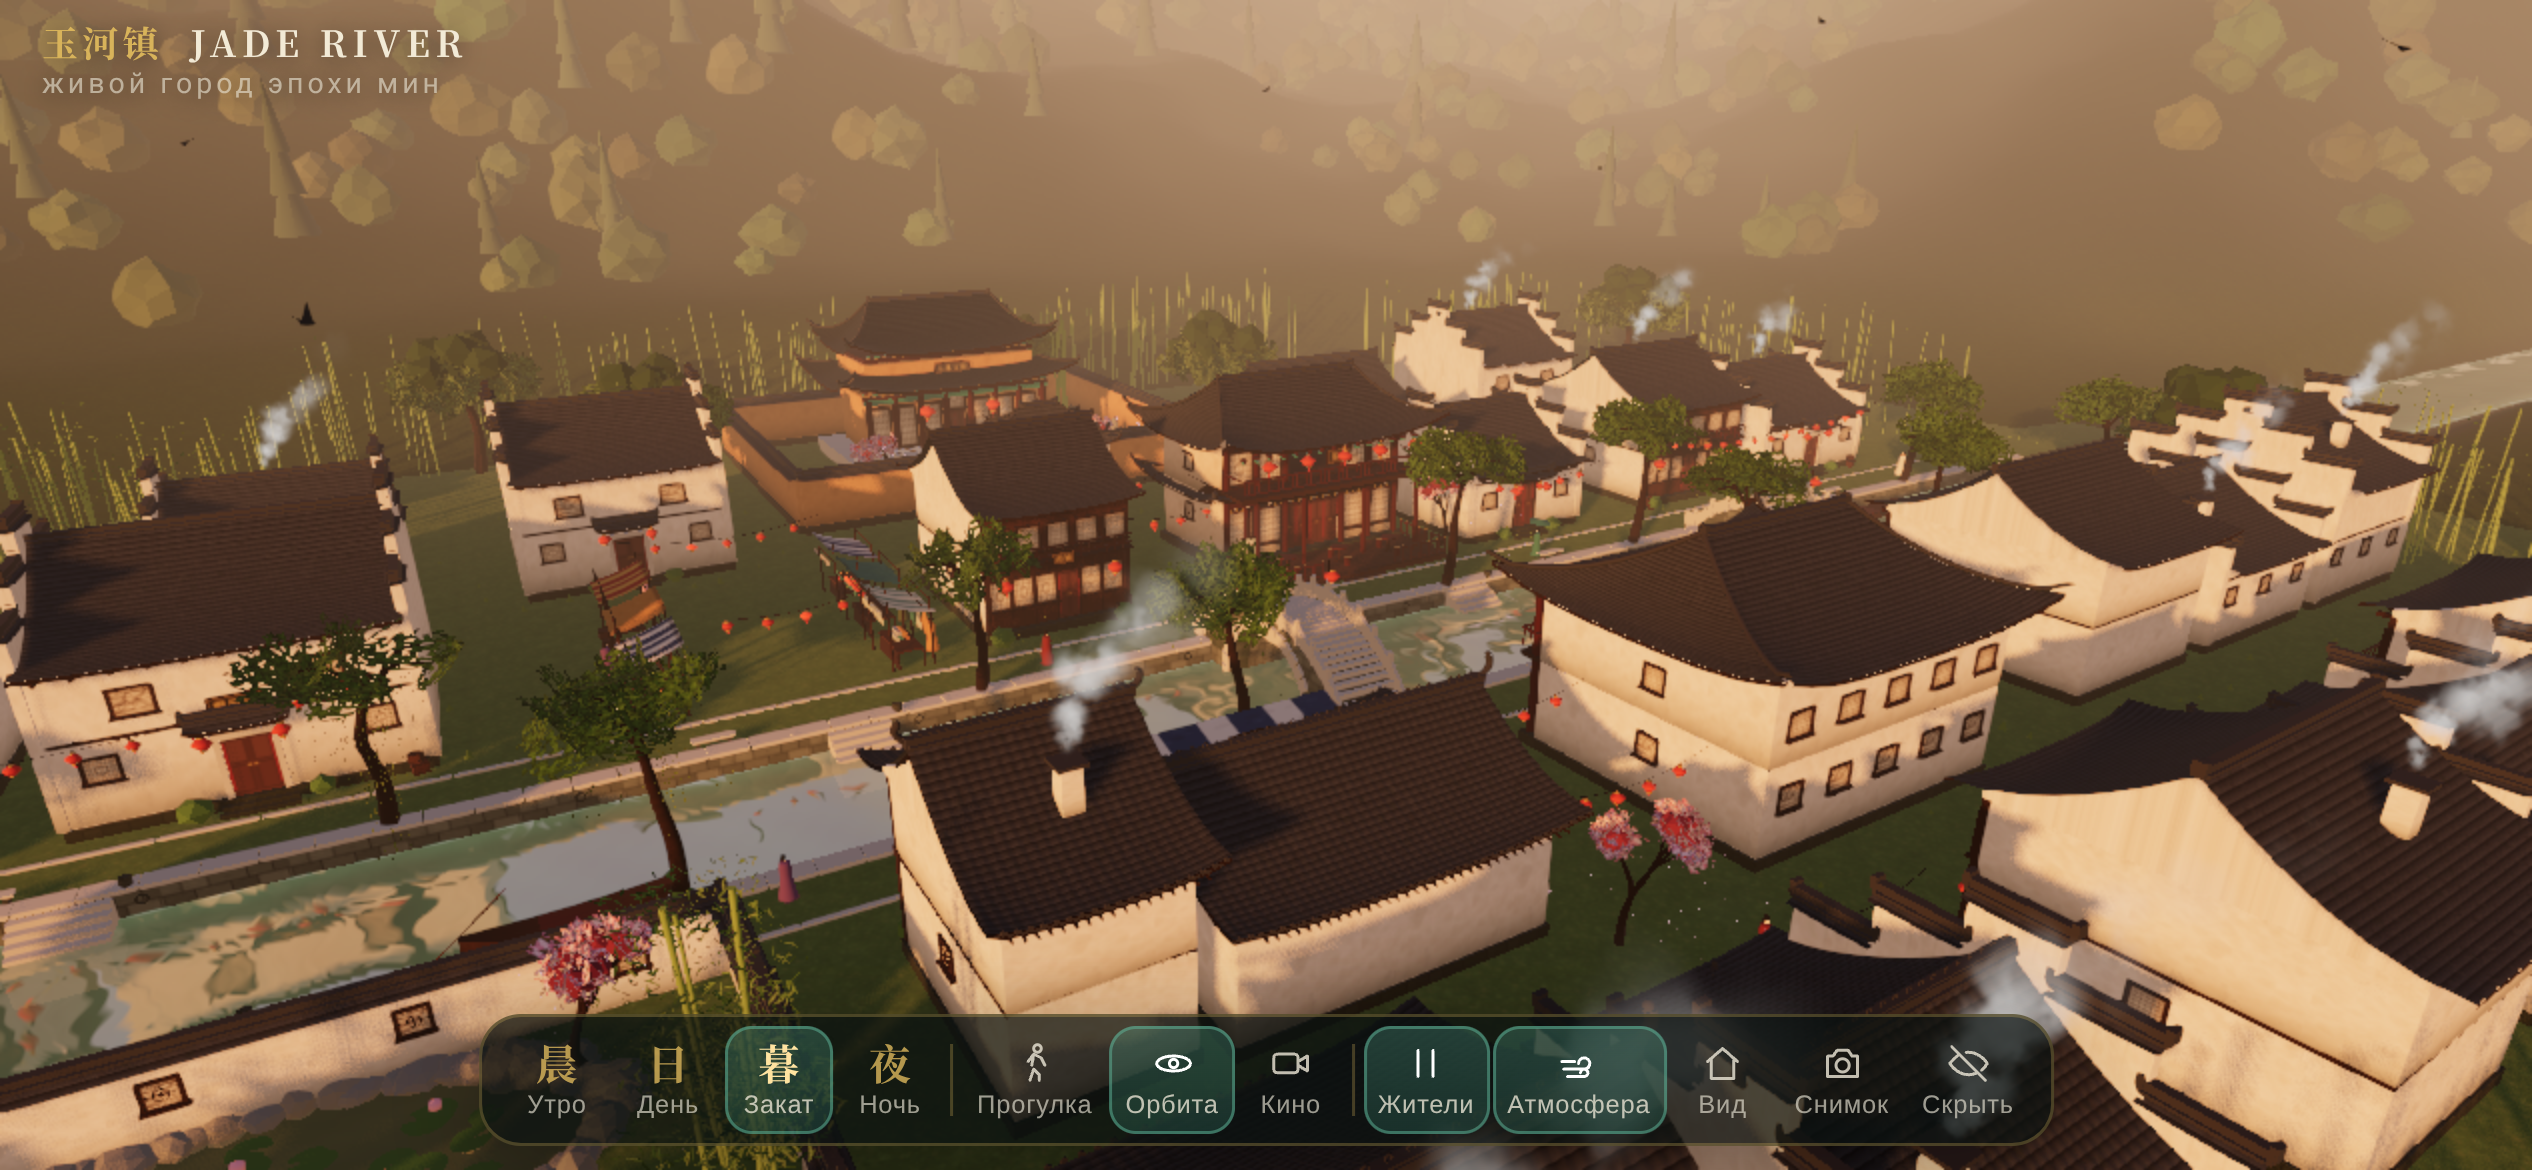 玉河镇 JADE RIVER
живой город эпохи мин
晨 日 暮 夜
Утро День Закат Ночь Прогулка Орбита Кино Жители Атмосфера Вид Снимок Скрыть